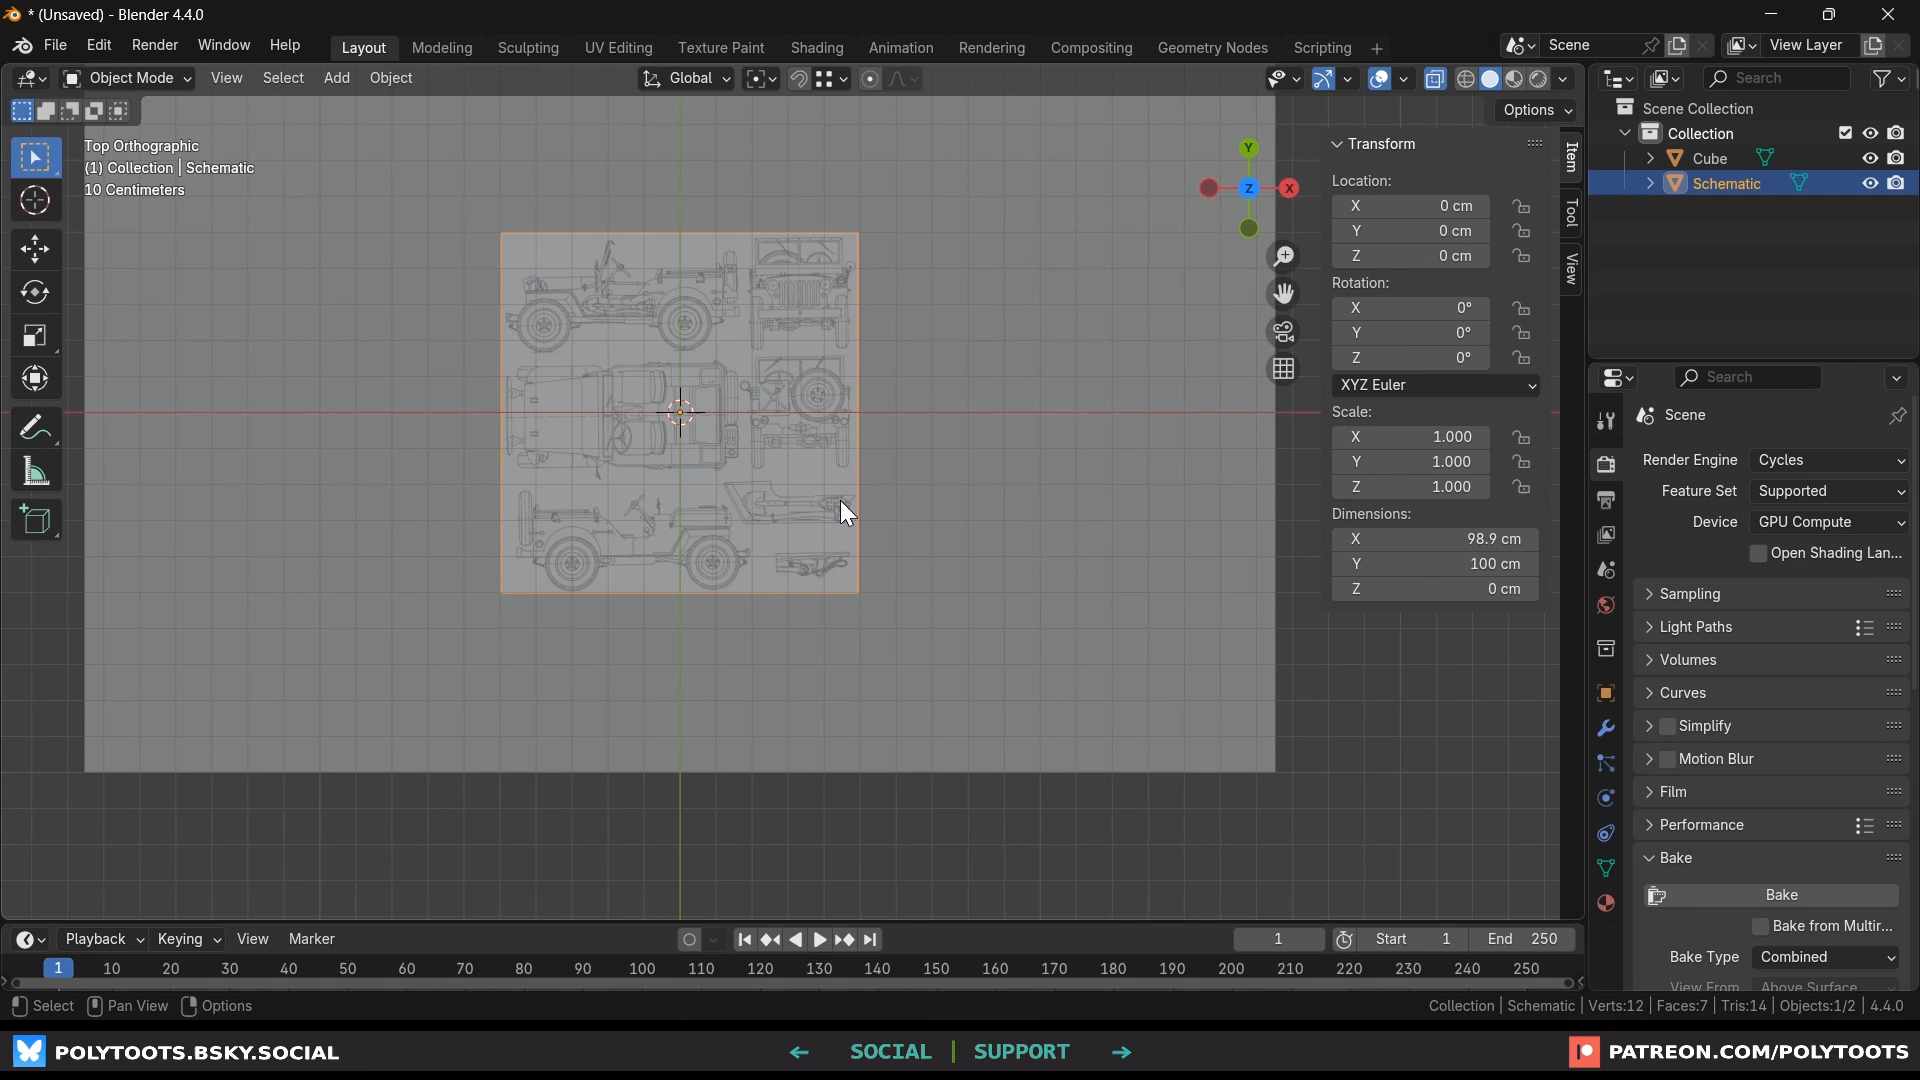 * (Unsaved) - Blender 4.4.0
File Edit Render Window Help Layout Modeling Sculpting UV Editing Texture Paint Shading Animation Rendering Compositing Geometry Nodes Scripting + Scene View Layer
Object Mode View Select Add Object Global Search
Options
Top Orthographic
(1) Collection | Schematic
10 Centimeters
Y
Z X
Transform
Location:
X 0 cm
Y 0 cm
Z 0 cm
Rotation:
X 0°
Y 0°
Z 0°
XYZ Euler
Scale:
X 1.000
Y 1.000
Z 1.000
Dimensions:
X 98.9 cm
Y 100 cm
Z 0 cm
Item
Tool
View
Scene Collection
Collection
Cube
Schematic
Search
Scene
Render Engine Cycles
Feature Set Supported
Device GPU Compute
Open Shading Lan...
Sampling
Light Paths
Volumes
Curves
Simplify
Motion Blur
Film
Performance
Bake
Bake
Bake from Multir...
Bake Type Combined
View From Above Surface
Playback Keying View Marker 1 Start 1 End 250
1 10 20 30 40 50 60 70 80 90 100 110 120 130 140 150 160 170 180 190 200 210 220 230 240 250
Select Pan View Options Collection | Schematic | Verts:12 | Faces:7 | Tris:14 | Objects:1/2 | 4.4.0
POLYTOOTS.BSKY.SOCIAL ← SOCIAL | SUPPORT → PATREON.COM/POLYTOOTS